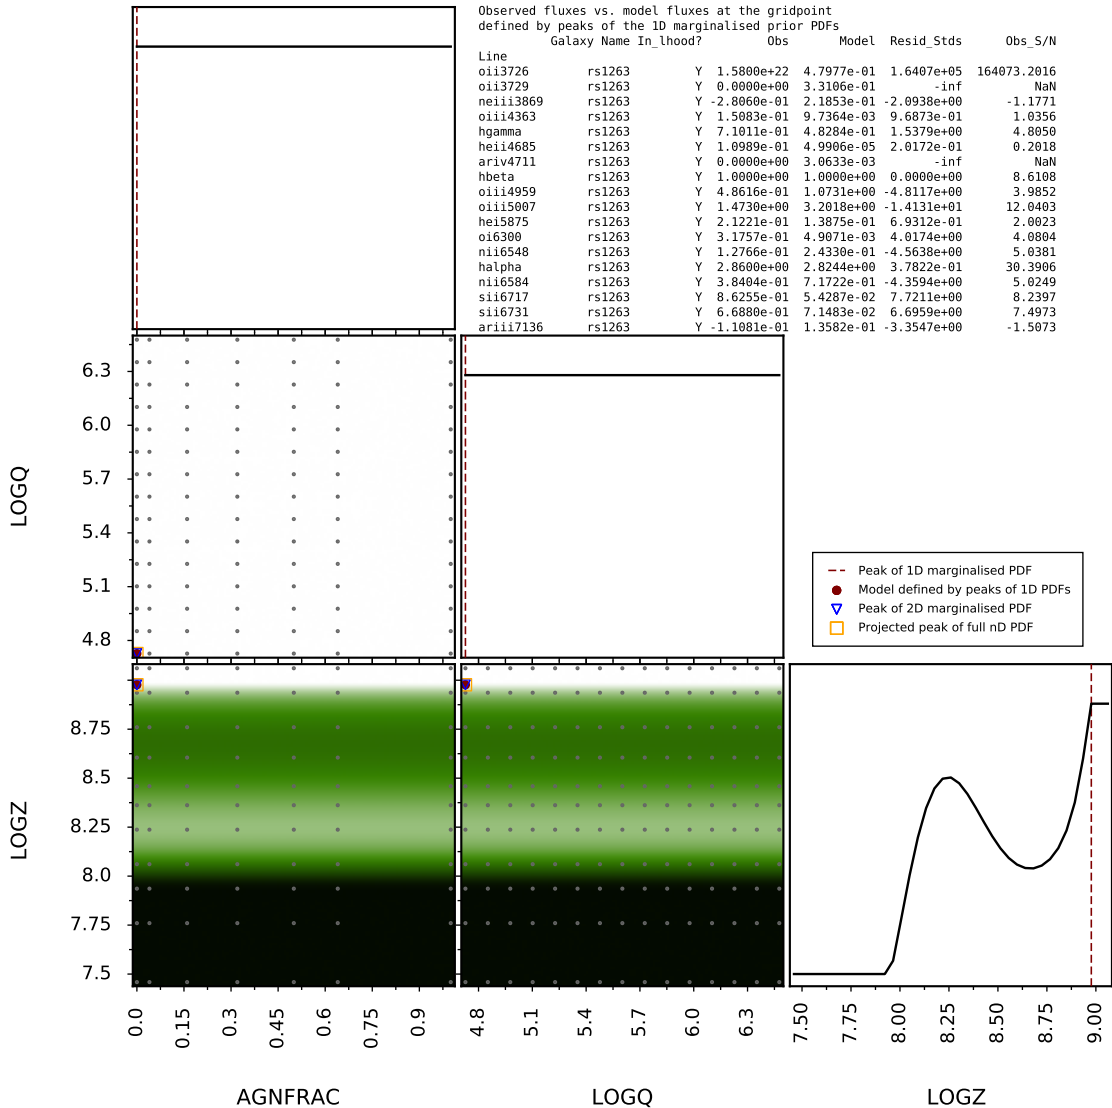 Observed fluxes vs. model fluxes at the gridpoint
defined by peaks of the 1D marginalised prior PDFs
Galaxy Name In_lhood? Obs Model Resid_Stds Obs_S/N
Line
oii3726 rs1263 Y 1.5800e+22 4.7977e-01 1.6407e+05 164073.2016
oii3729 rs1263 Y 0.0000e+00 3.3106e-01 -inf NaN
neiii3869 rs1263 Y -2.8060e-01 2.1853e-01 -2.0938e+00 -1.1771
oiii4363 rs1263 Y 1.5083e-01 9.7364e-03 9.6873e-01 1.0356
hgamma rs1263 Y 7.1011e-01 4.8284e-01 1.5379e+00 4.8050
heii4685 rs1263 Y 1.0989e-01 4.9906e-05 2.0172e-01 0.2018
ariv4711 rs1263 Y 0.0000e+00 3.0633e-03 -inf NaN
hbeta rs1263 Y 1.0000e+00 1.0000e+00 0.0000e+00 8.6108
oiii4959 rs1263 Y 4.8616e-01 1.0731e+00 -4.8117e+00 3.9852
oiii5007 rs1263 Y 1.4730e+00 3.2018e+00 -1.4131e+01 12.0403
hei5875 rs1263 Y 2.1221e-01 1.3875e-01 6.9312e-01 2.0023
oi6300 rs1263 Y 3.1757e-01 4.9071e-03 4.0174e+00 4.0804
nii6548 rs1263 Y 1.2766e-01 2.4330e-01 -4.5638e+00 5.0381
halpha rs1263 Y 2.8600e+00 2.8244e+00 3.7822e-01 30.3906
nii6584 rs1263 Y 3.8404e-01 7.1722e-01 -4.3594e+00 5.0249
sii6717 rs1263 Y 8.6255e-01 5.4287e-02 7.7211e+00 8.2397
sii6731 rs1263 Y 6.6880e-01 7.1483e-02 6.6959e+00 7.4973
ariii7136 rs1263 Y -1.1081e-01 1.3582e-01 -3.3547e+00 -1.5073
6.3
6.0
5.7
5.4
5.1
4.8
LOGQ
Peak of 1D marginalised PDF
Model defined by peaks of 1D PDFs
Peak of 2D marginalised PDF
Projected peak of full nD PDF
8.75
8.5
8.25
8.0
7.75
7.5
LOGZ
0.0 0.15 0.3 0.45 0.6 0.75 0.9
4.8 5.1 5.4 5.7 6.0 6.3
7.50 7.75 8.00 8.25 8.50 8.75 9.00
AGNFRAC LOGQ LOGZ